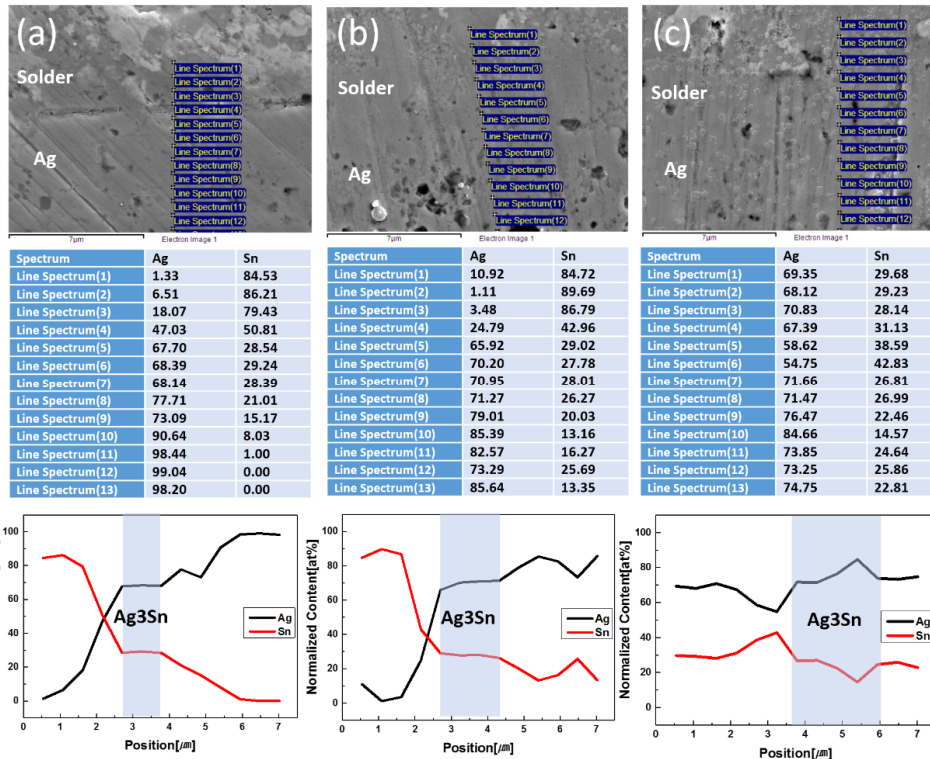 (a)
Solder
Ag
Line Spectrum(1)
Line Spectrum(2)
Line Spectrum(3)
Line Spectrum(4)
Line Spectrum(5)
Line Spectrum(6)
Line Spectrum(7)
Line Spectrum(8)
Line Spectrum(9)
Line Spectrum(10)
Line Spectrum(11)
Line Spectrum(12)
7μm
Electron Image 1
(b)
Solder
Ag
Line Spectrum(1)
Line Spectrum(2)
Line Spectrum(3)
Line Spectrum(4)
Line Spectrum(5)
Line Spectrum(6)
Line Spectrum(7)
Line Spectrum(8)
Line Spectrum(9)
Line Spectrum(10)
Line Spectrum(11)
Line Spectrum(12)
7μm
Electron Image 1
(c)
Solder
Ag
Line Spectrum(1)
Line Spectrum(2)
Line Spectrum(3)
Line Spectrum(4)
Line Spectrum(5)
Line Spectrum(6)
Line Spectrum(7)
Line Spectrum(8)
Line Spectrum(9)
Line Spectrum(10)
Line Spectrum(11)
Line Spectrum(12)
7μm
Electron Image 1
Spectrum Ag Sn
Line Spectrum(1) 1.33 84.53
Line Spectrum(2) 6.51 86.21
Line Spectrum(3) 18.07 79.43
Line Spectrum(4) 47.03 50.81
Line Spectrum(5) 67.70 28.54
Line Spectrum(6) 68.39 29.24
Line Spectrum(7) 68.14 28.39
Line Spectrum(8) 77.71 21.01
Line Spectrum(9) 73.09 15.17
Line Spectrum(10) 90.64 8.03
Line Spectrum(11) 98.44 1.00
Line Spectrum(12) 99.04 0.00
Line Spectrum(13) 98.20 0.00
Spectrum Ag Sn
Line Spectrum(1) 10.92 84.72
Line Spectrum(2) 1.11 89.69
Line Spectrum(3) 3.48 86.79
Line Spectrum(4) 24.79 42.96
Line Spectrum(5) 65.92 29.02
Line Spectrum(6) 70.20 27.78
Line Spectrum(7) 70.95 28.01
Line Spectrum(8) 71.27 26.27
Line Spectrum(9) 79.01 20.03
Line Spectrum(10) 85.39 13.16
Line Spectrum(11) 82.57 16.27
Line Spectrum(12) 73.29 25.69
Line Spectrum(13) 85.64 13.35
Spectrum Ag Sn
Line Spectrum(1) 69.35 29.68
Line Spectrum(2) 68.12 29.23
Line Spectrum(3) 70.83 28.14
Line Spectrum(4) 67.39 31.13
Line Spectrum(5) 58.62 38.59
Line Spectrum(6) 54.75 42.83
Line Spectrum(7) 71.66 26.81
Line Spectrum(8) 71.47 26.99
Line Spectrum(9) 76.47 22.46
Line Spectrum(10) 84.66 14.57
Line Spectrum(11) 73.85 24.64
Line Spectrum(12) 73.25 25.86
Line Spectrum(13) 74.75 22.81
100
80
60
40
20
0
Ag3Sn
Ag
Sn
0 1 2 3 4 5 6 7
Position[㎛]
Normalized Content[at%]
100
80
60
40
20
0
Ag3Sn
Ag
Sn
0 1 2 3 4 5 6 7
Position[㎛]
Normalized Content[at%]
100
80
60
40
20
0
Ag3Sn
Ag
Sn
0 1 2 3 4 5 6 7
Position[㎛]